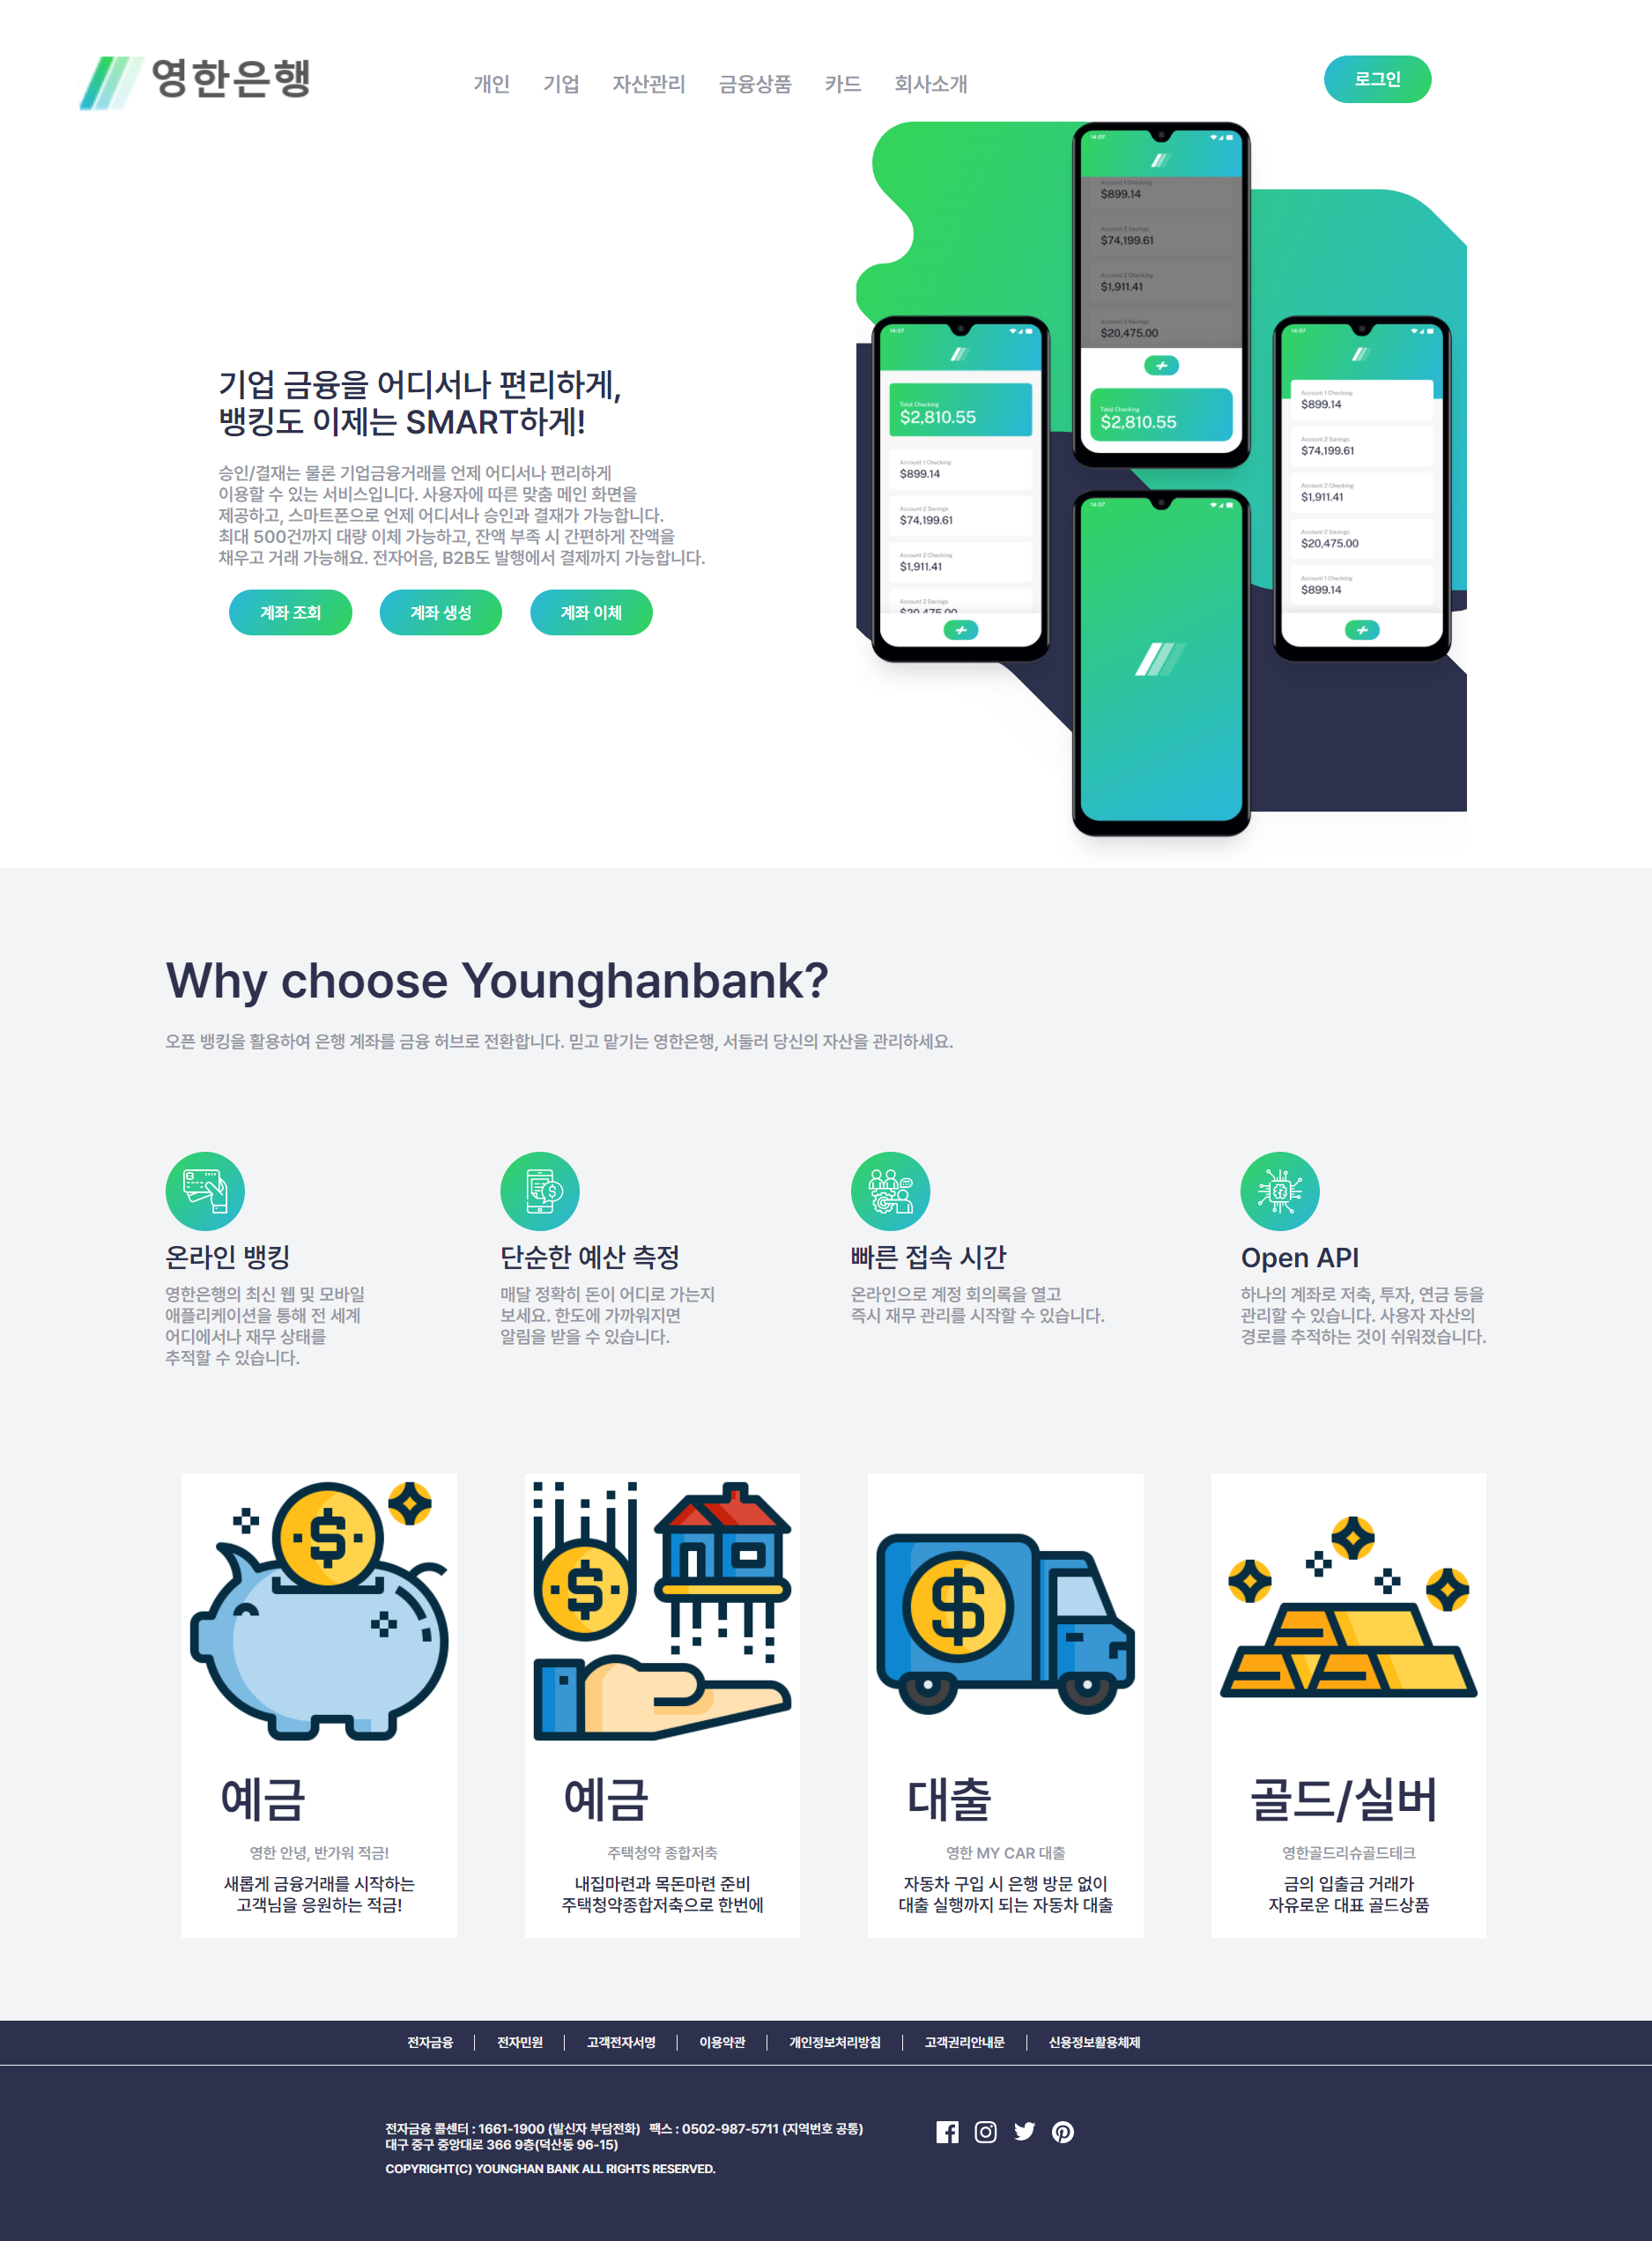 영한은행
개인
기업
자산관리
금융상품
카드
회사소개
로그인
기업 금융을 어디서나 편리하게,
뱅킹도 이제는 SMART하게!
승인/결재는 물론 기업금융거래를 언제 어디서나 편리하게
이용할 수 있는 서비스입니다. 사용자에 따른 맞춤 메인 화면을
제공하고, 스마트폰으로 언제 어디서나 승인과 결재가 가능합니다.
최대 500건까지 대량 이체 가능하고, 잔액 부족 시 간편하게 잔액을
채우고 거래 가능해요. 전자어음, B2B도 발행에서 결제까지 가능합니다.
계좌 조회
계좌 생성
계좌 이체
14:07
Account 1 Checking
$899.14
Account 2 Savings
$74,199.61
Account 2 Checking
$1,911.41
Account 2 Savings
$20,475.00
Total Checking
$2,810.55
14:07
Total Checking
$2,810.55
Account 1 Checking
$899.14
Account 2 Savings
$74,199.61
Account 2 Checking
$1,911.41
Account 2 Savings
$20,475.00
14:07
Account 1 Checking
$899.14
Account 2 Savings
$74,199.61
Account 2 Checking
$1,911.41
Account 2 Savings
$20,475.00
Account 1 Checking
$899.14
14:07
Why choose Younghanbank?
오픈 뱅킹을 활용하여 은행 계좌를 금융 허브로 전환합니다. 믿고 맡기는 영한은행, 서둘러 당신의 자산을 관리하세요.
온라인 뱅킹
영한은행의 최신 웹 및 모바일
애플리케이션을 통해 전 세계
어디에서나 재무 상태를
추적할 수 있습니다.
단순한 예산 측정
매달 정확히 돈이 어디로 가는지
보세요. 한도에 가까워지면
알림을 받을 수 있습니다.
빠른 접속 시간
온라인으로 계정 회의록을 열고
즉시 재무 관리를 시작할 수 있습니다.
Open API
하나의 계좌로 저축, 투자, 연금 등을
관리할 수 있습니다. 사용자 자산의
경로를 추적하는 것이 쉬워졌습니다.
예금
영한 안녕, 반가워 적금!
새롭게 금융거래를 시작하는
고객님을 응원하는 적금!
예금
주택청약 종합저축
내집마련과 목돈마련 준비
주택청약종합저축으로 한번에
대출
영한 MY CAR 대출
자동차 구입 시 은행 방문 없이
대출 실행까지 되는 자동차 대출
골드/실버
영한골드리슈골드테크
금의 입출금 거래가
자유로운 대표 골드상품
전자금융
전자민원
고객전자서명
이용약관
개인정보처리방침
고객권리안내문
신용정보활용체제
전자금융 콜센터 : 1661-1900 (발신자 부담전화) 팩스 : 0502-987-5711 (지역번호 공통)
대구 중구 중앙대로 366 9층(덕산동 96-15)
COPYRIGHT(C) YOUNGHAN BANK ALL RIGHTS RESERVED.